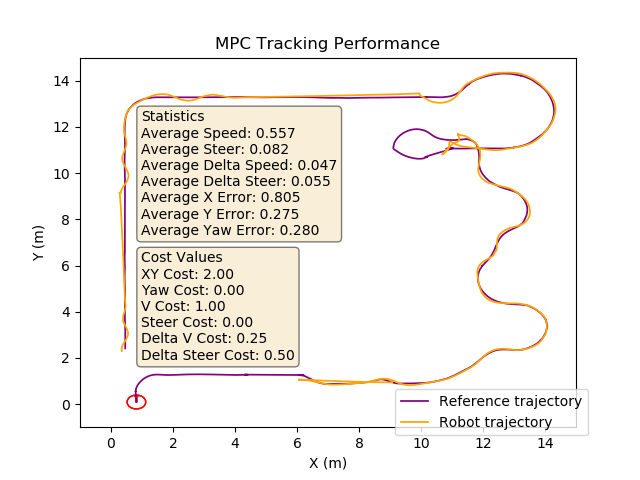 MPC Tracking Performance
14
12
10
8
6
4
2
0
Y (m)
Statistics
Average Speed: 0.557
Average Steer: 0.082
Average Delta Speed: 0.047
Average Delta Steer: 0.055
Average X Error: 0.805
Average Y Error: 0.275
Average Yaw Error: 0.280
Cost Values
XY Cost: 2.00
Yaw Cost: 0.00
V Cost: 1.00
Steer Cost: 0.00
Delta V Cost: 0.25
Delta Steer Cost: 0.50
Reference trajectory
Robot trajectory
0 2 4 6 8 10 12 14
X (m)